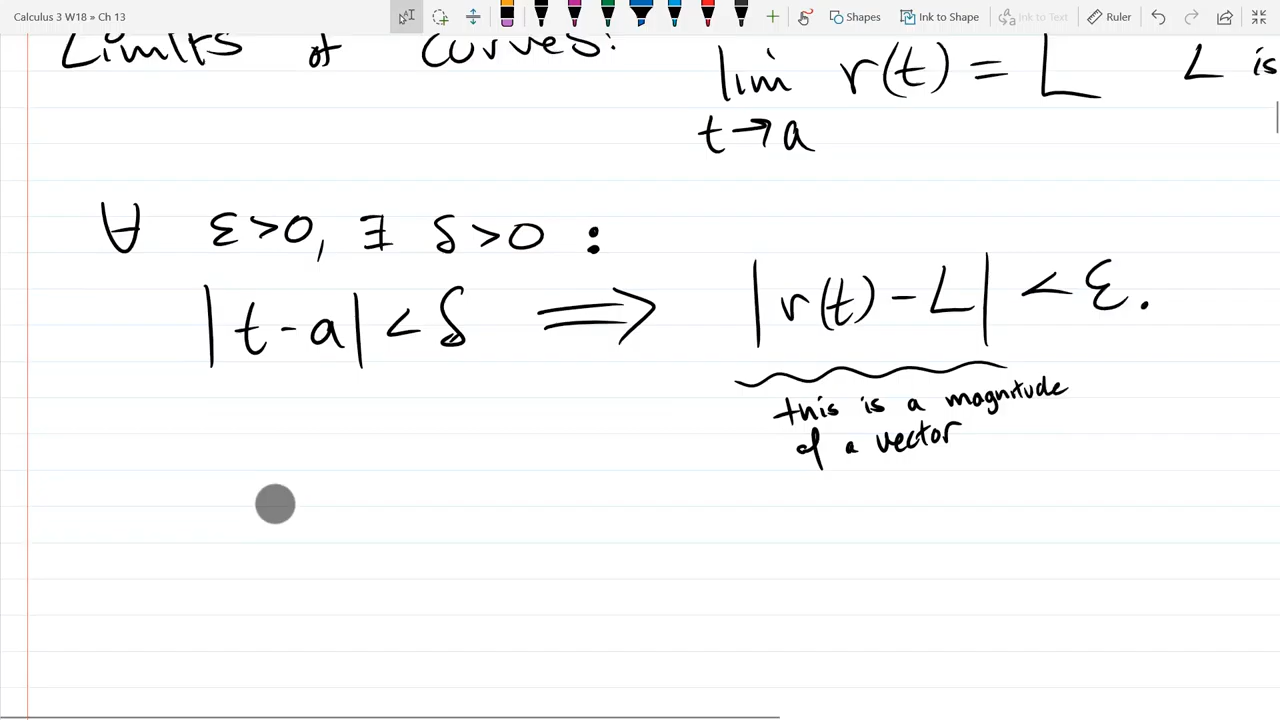 Calculus 3 W18 » Ch 13
Shapes
Ink to Shape
Ink to Text
Ruler
Limits of Curves:
lim r(t) = L L is
t→a
∀ ε>0, ∃ δ>0 :
|t-a|<δ ⟹ |r(t)-L| < ε.
this is a magnitude
of a vector